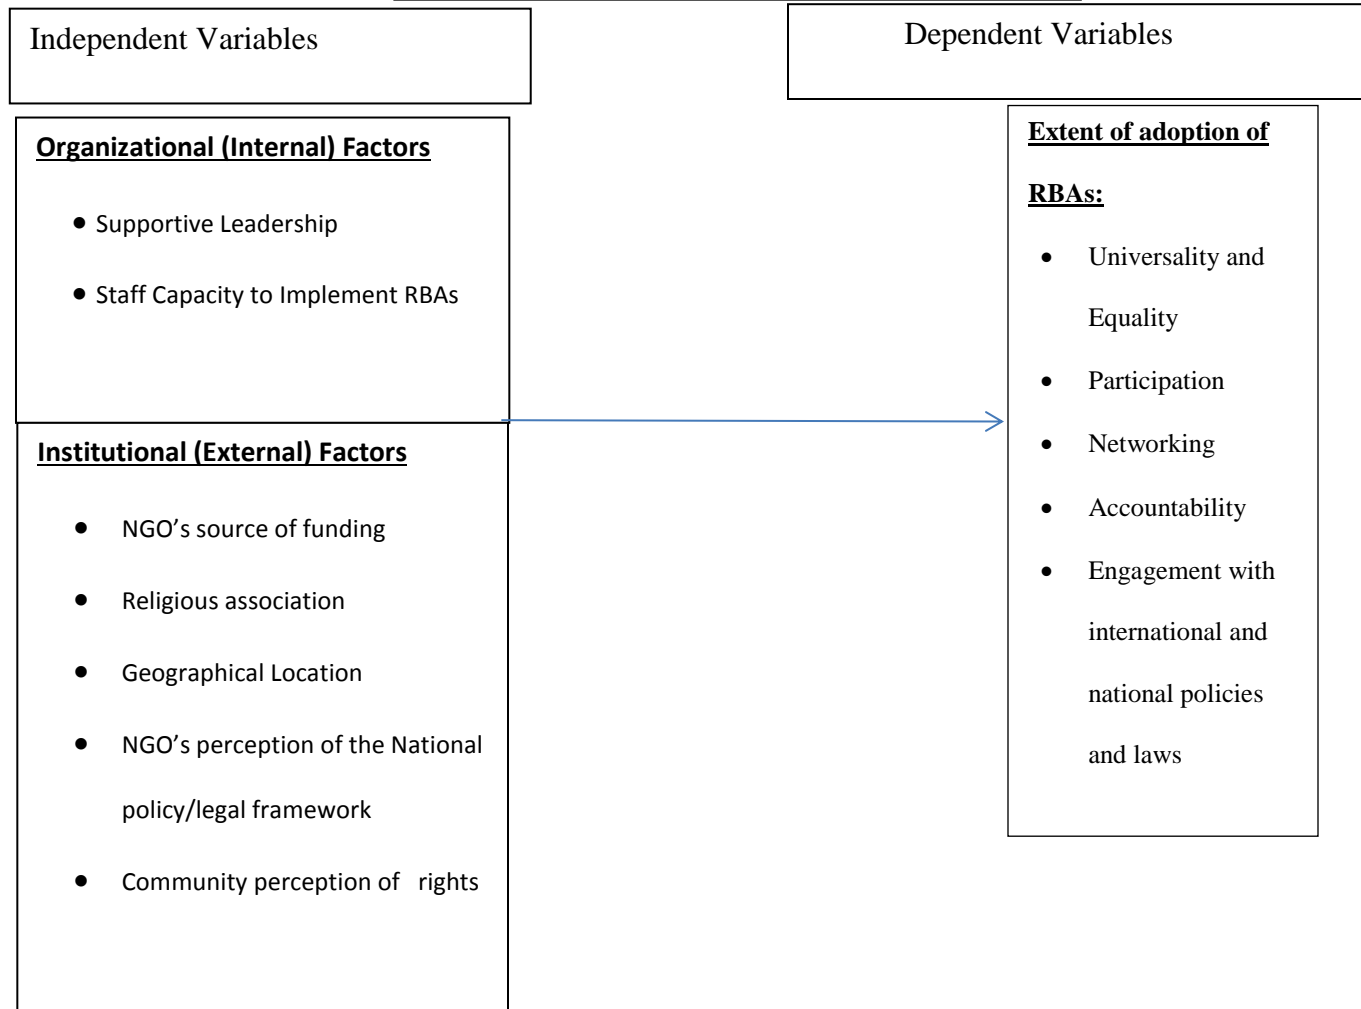 Independent Variables
Dependent Variables
Organizational (Internal) Factors
• Supportive Leadership
• Staff Capacity to Implement RBAs
Institutional (External) Factors
• NGO’s source of funding
• Religious association
• Geographical Location
• NGO’s perception of the National
policy/legal framework
• Community perception of rights
Extent of adoption of
RBAs:
• Universality and
Equality
• Participation
• Networking
• Accountability
• Engagement with
international and
national policies
and laws